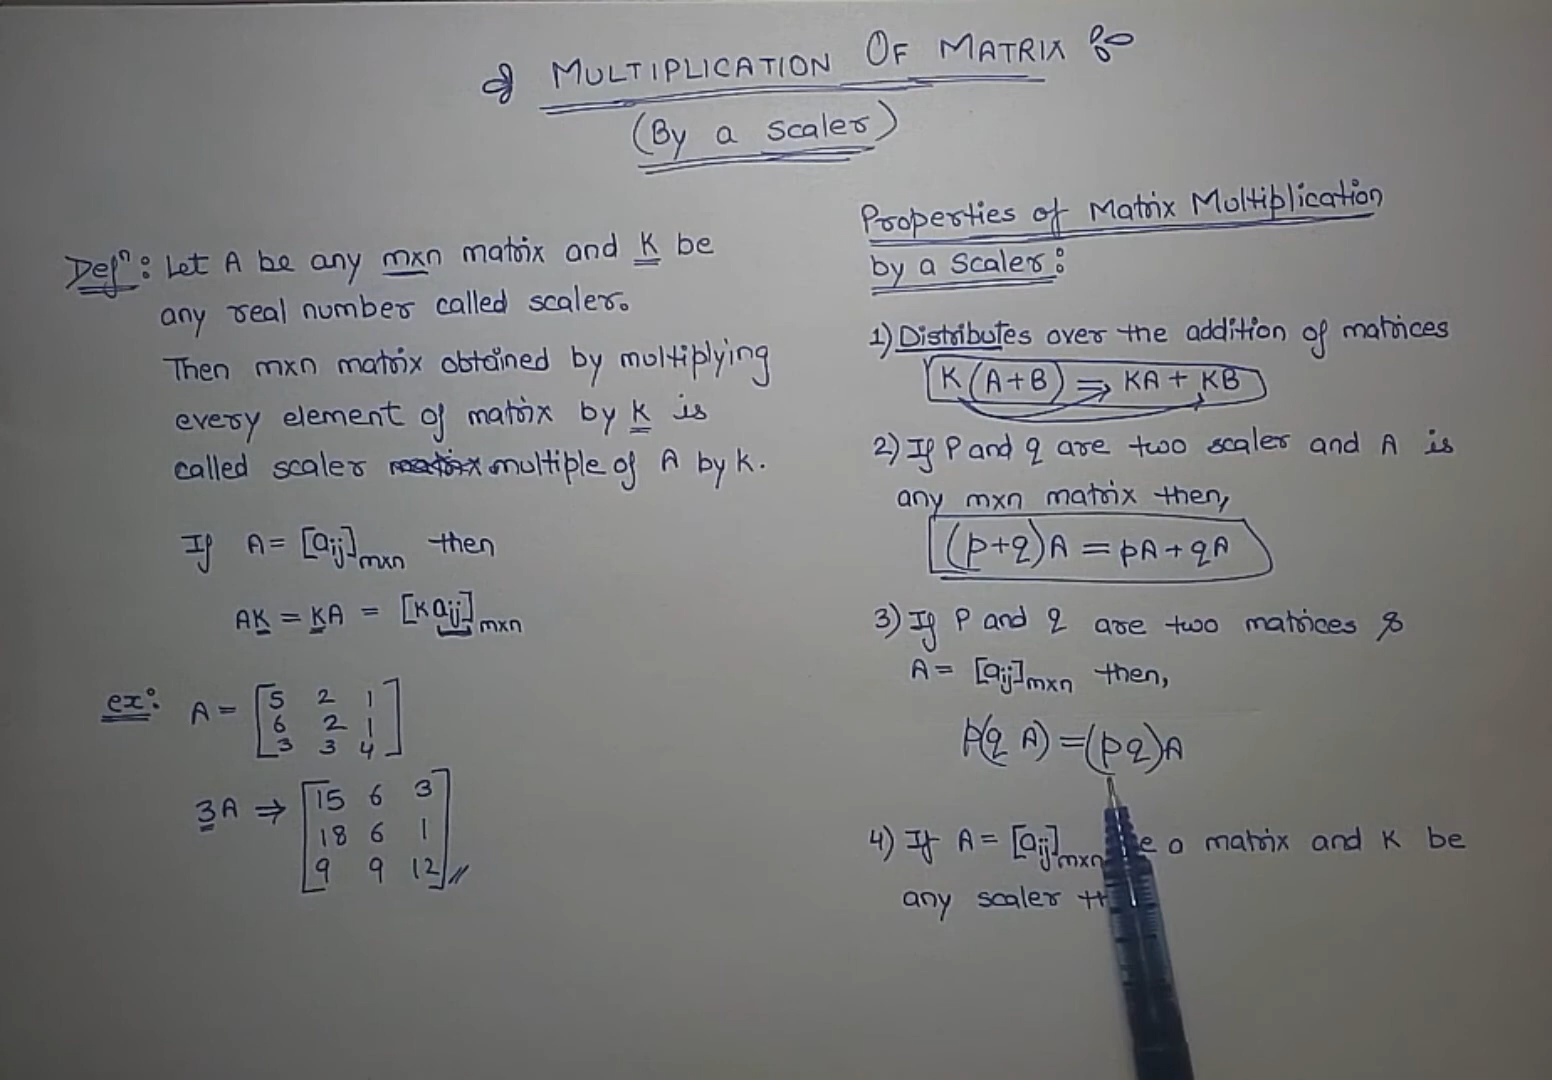 MULTIPLICATION OF MATRIX :-
(By a scaler)
Defⁿ: Let A be any mxn matrix and K be
any real number called scaler.
Then mxn matrix obtained by multiplying
every element of matrix by K is
called scaler multiple of A by K.
If A = [aij]mxn then
AK = KA = [Kaij]mxn
ex: A = [5 2 1
6 2 1
3 3 4]
3A ⇒ [15 6 3
18 6 1
9 9 12]//
Properties of Matrix Multiplication
by a Scaler:
1) Distributes over the addition of matrices
K(A+B) ⇒ KA + KB
2) If P and q are two scaler and A is
any mxn matrix then,
(p+q)A = pA + qA
3) If P and q are two matrices &
A = [aij]mxn then,
p(q A) = (pq)A
4) If A = [aij]mxn a matrix and K be
any scaler